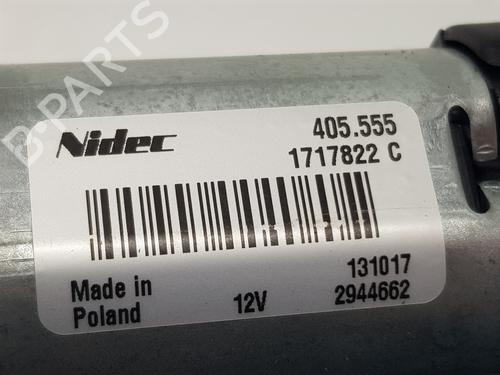 B-PARTS
Nidec
405.555
1717822 C
131017
Made in
Poland
12V
2944662